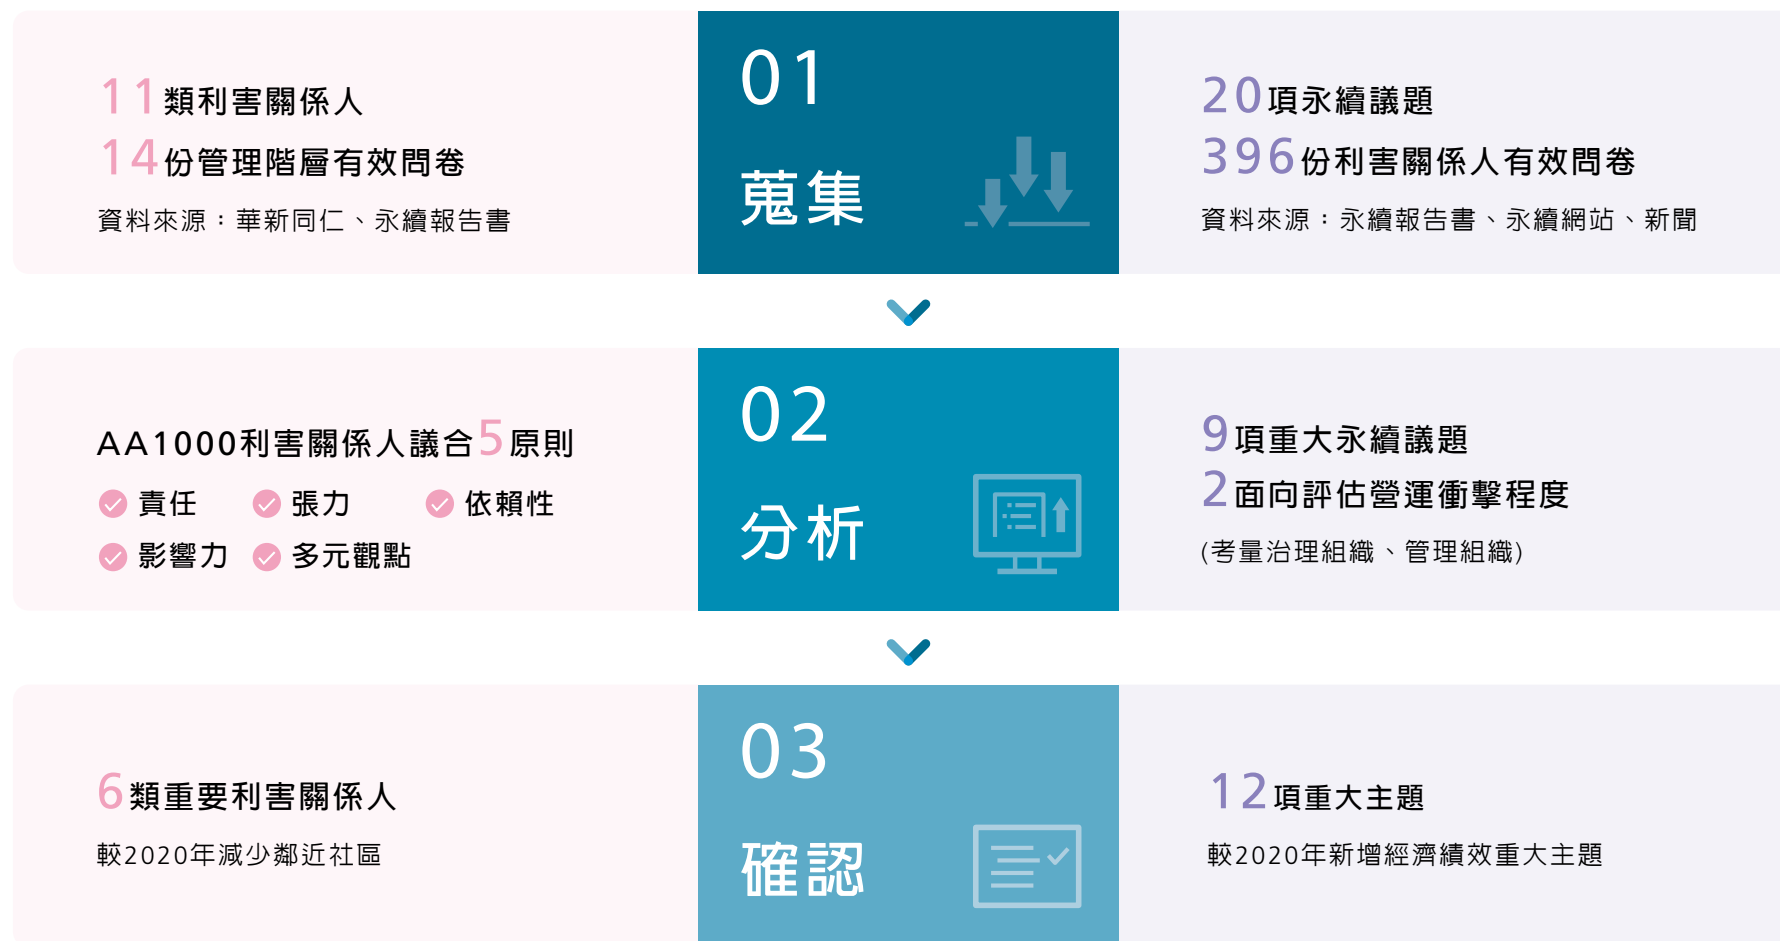 11類利害關係人
14份管理階層有效問卷
資料來源：華新同仁、永續報告書
01
蒐集
20項永續議題
396份利害關係人有效問卷
資料來源：永續報告書、永續網站、新聞
AA1000利害關係人議合5原則
責任 張力 依賴性
影響力 多元觀點
02
分析
9項重大永續議題
2面向評估營運衝擊程度
(考量治理組織、管理組織)
6類重要利害關係人
較2020年減少鄰近社區
03
確認
12項重大主題
較2020年新增經濟績效重大主題